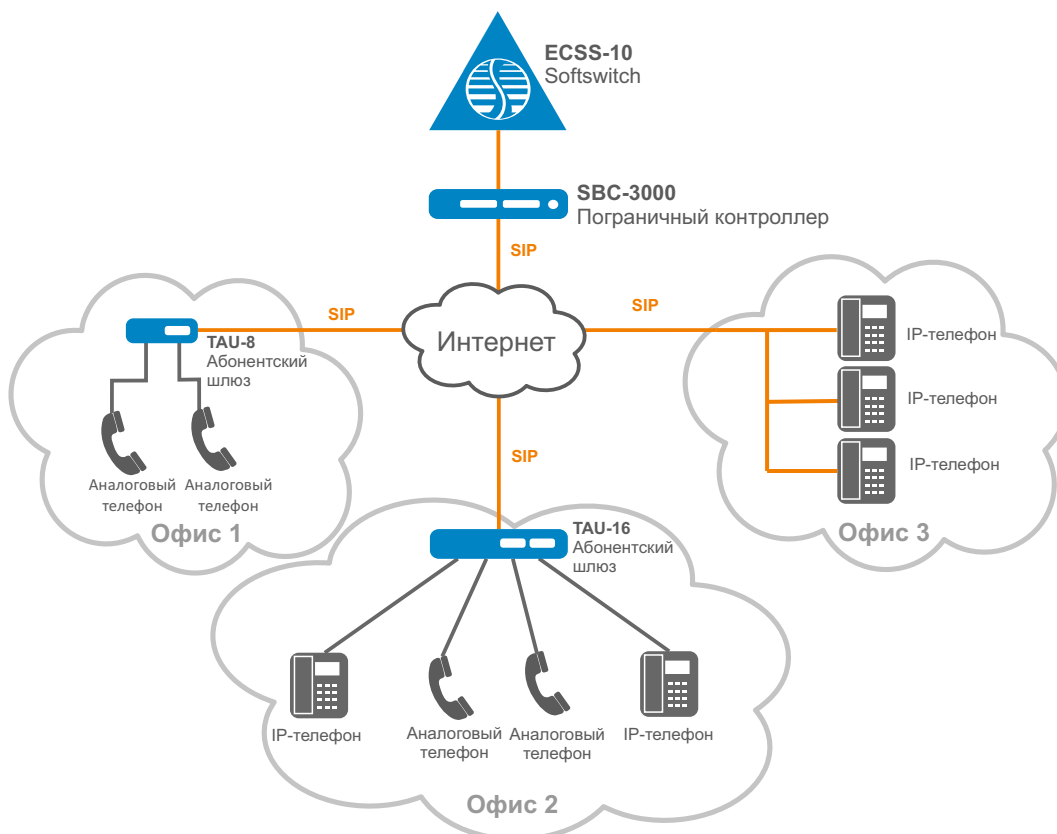 ECSS-10
Softswitch
SBC-3000
Пограничный контроллер
SIP
SIP
SIP
Интернет
TAU-8
Абонентский
шлюз
IP-телефон
IP-телефон
IP-телефон
SIP
Аналоговый
телефон
Аналоговый
телефон
Офис 1
Офис 3
TAU-16
Абонентский
шлюз
IP-телефон
Аналоговый
телефон
Аналоговый
телефон
IP-телефон
Офис 2